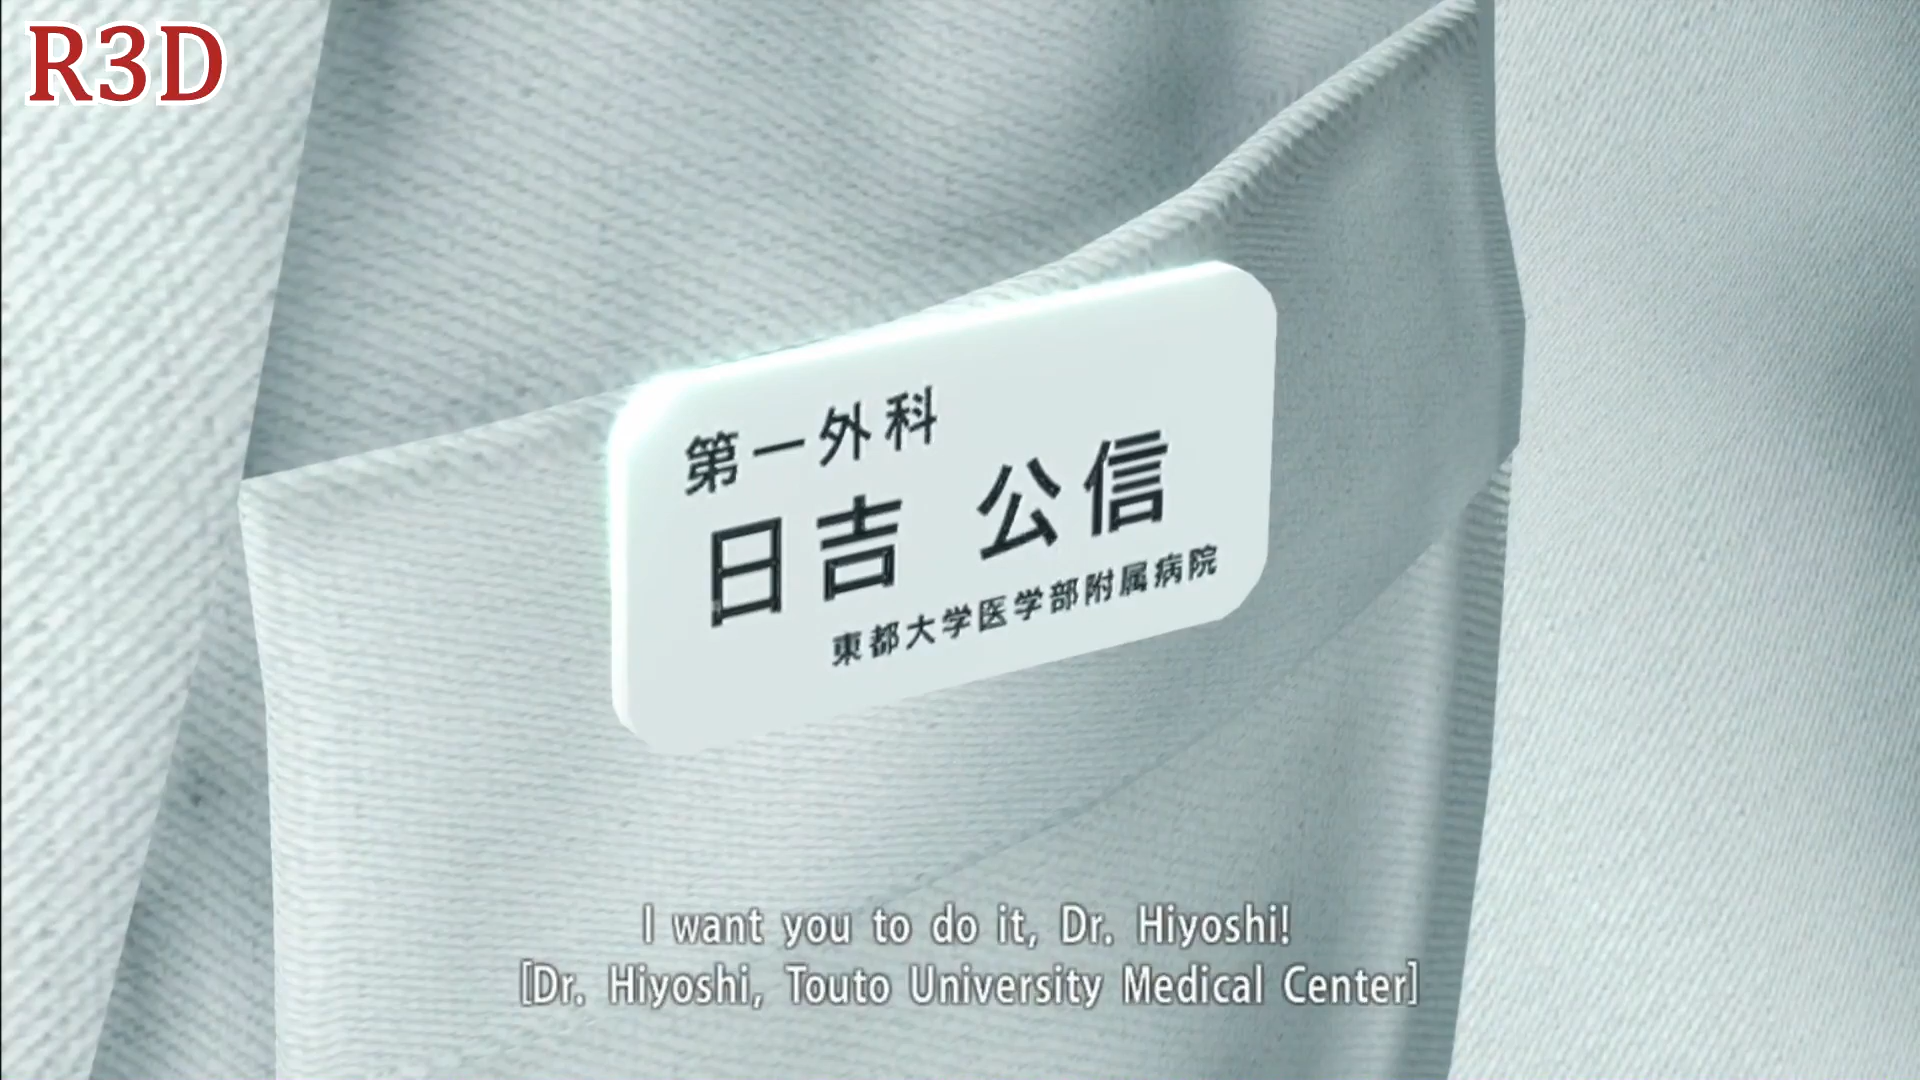 R3D
第一外科
日吉 公信
東都大学医学部附属病院
I want you to do it, Dr. Hiyoshi!
[Dr. Hiyoshi, Touto University Medical Center]